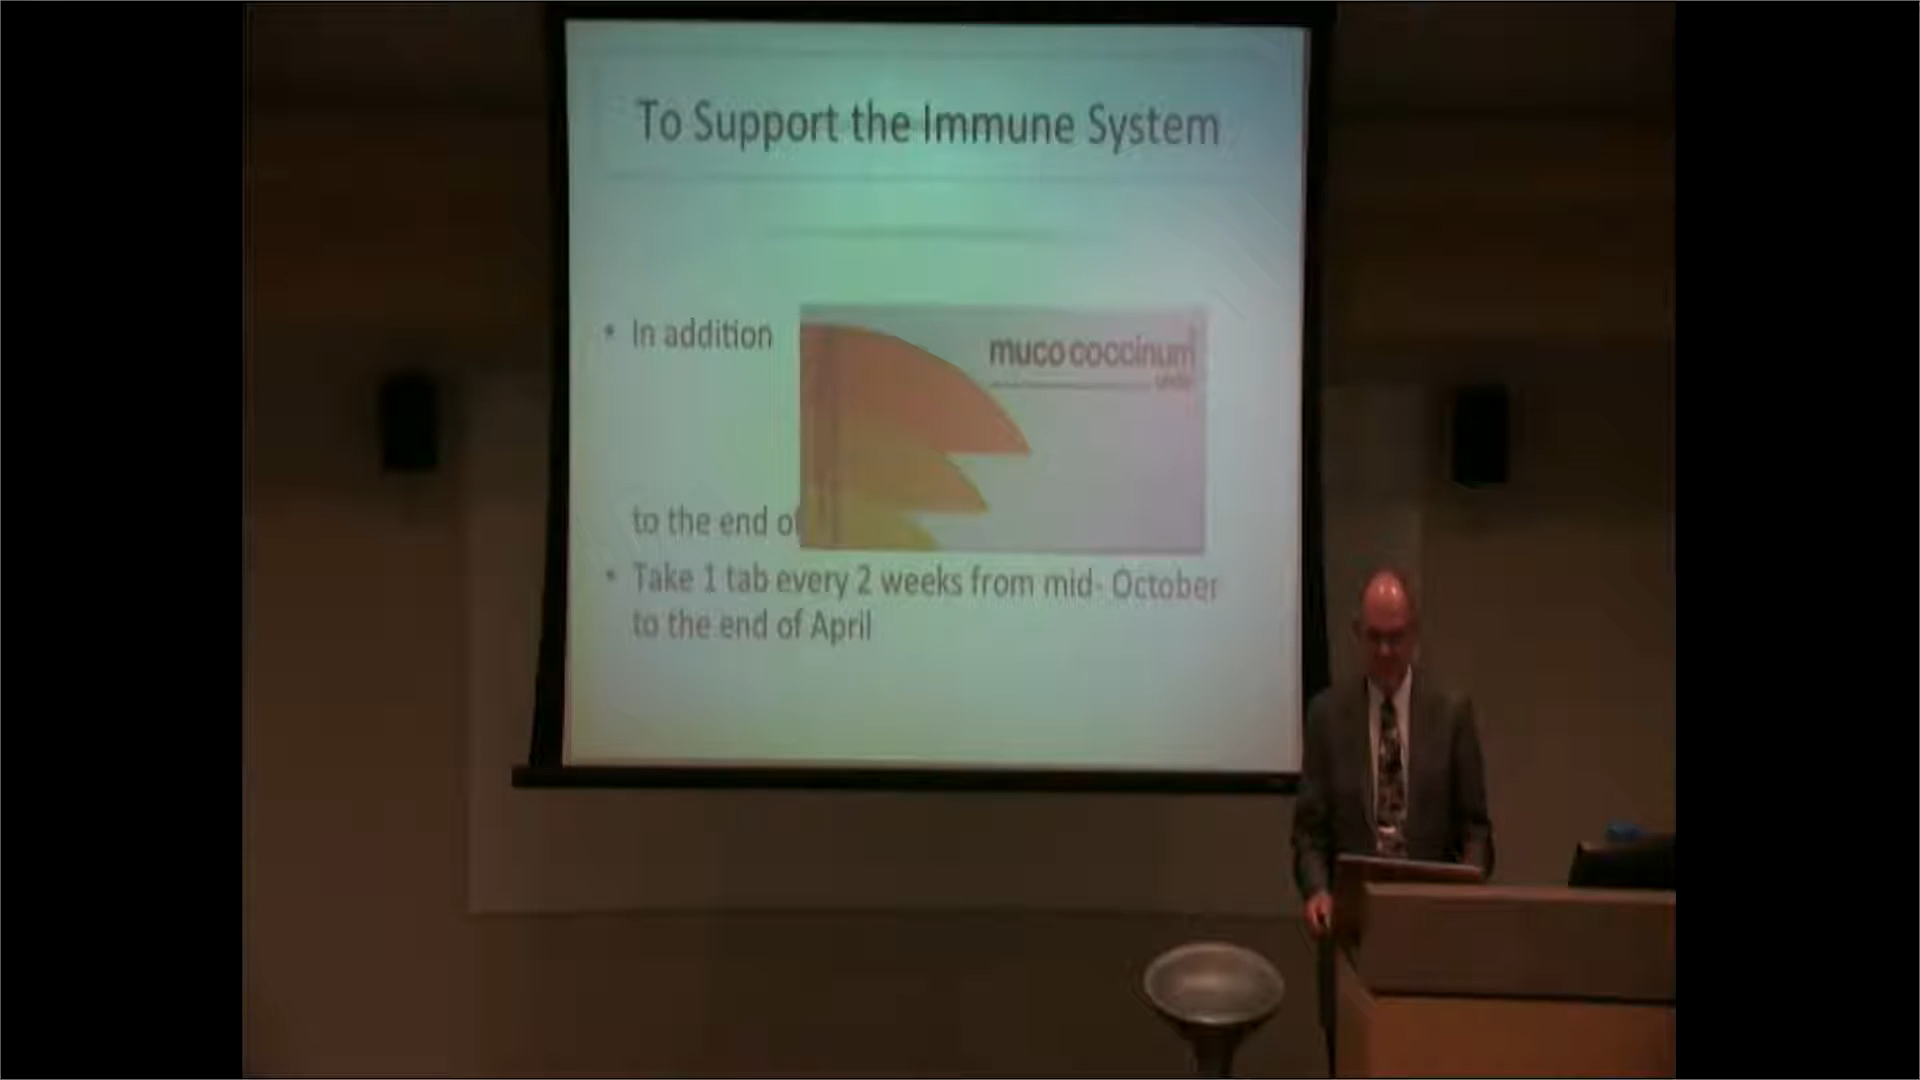 To Support the Immune System
• In addition
muco coccinum
unda
to the end of
• Take 1 tab every 2 weeks from mid- October
to the end of April